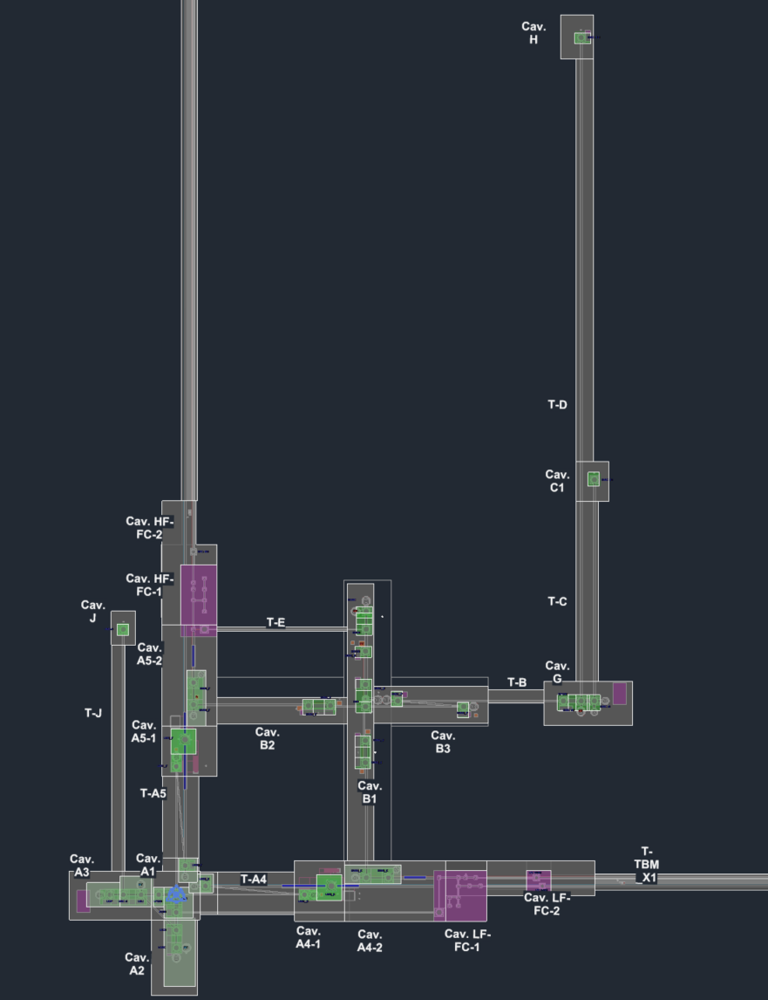 Cav.
H
T-D
Cav.
C1
Cav. HF-
FC-2
Cav. HF-
FC-1
T-C
Cav.
J
T-E
Cav.
A5-2
Cav.
G
T-B
T-J
Cav.
A5-1
Cav.
B2
Cav.
B3
T-A5
Cav.
B1
Cav.
A3
Cav.
A1
T-A4
T-
TBM
_X1
Cav. LF-
FC-2
Cav.
A4-1
Cav.
A4-2
Cav. LF-
FC-1
Cav.
A2